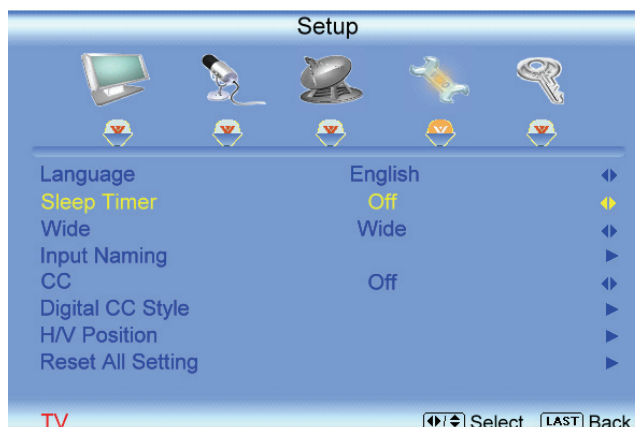 Setup
Language English
Sleep Timer Off
Wide Wide
Input Naming
CC Off
Digital CC Style
H/V Position
Reset All Setting
TV / Select LAST Back